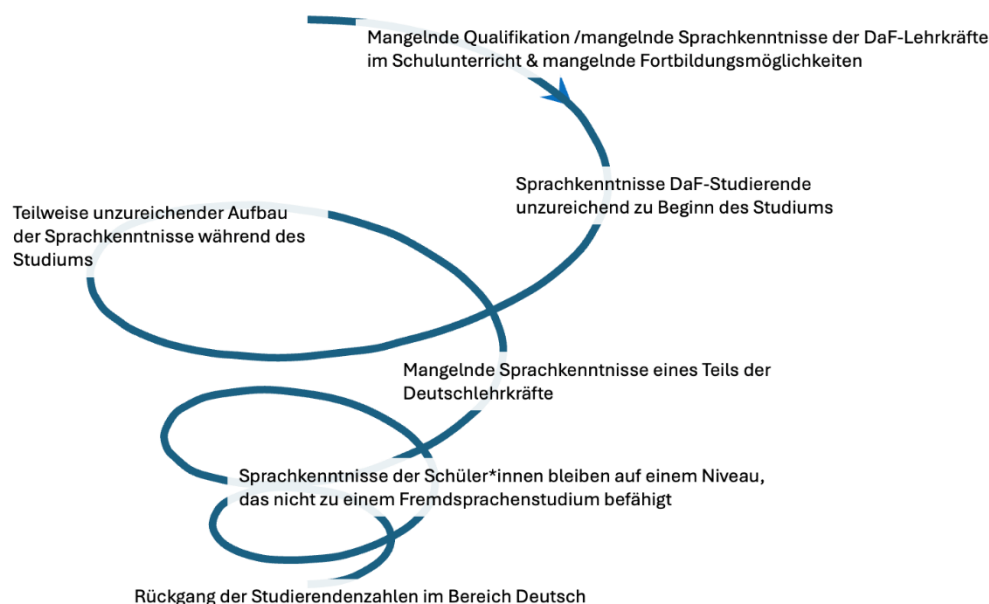 Mangelnde Qualifikation /mangelnde Sprachkenntnisse der DaF-Lehrkräfte
im Schulunterricht & mangelnde Fortbildungsmöglichkeiten
Sprachkenntnisse DaF-Studierende
unzureichend zu Beginn des Studiums
Teilweise unzureichender Aufbau
der Sprachkenntnisse während des
Studiums
Mangelnde Sprachkenntnisse eines Teils der
Deutschlehrkräfte
Sprachkenntnisse der Schüler*innen bleiben auf einem Niveau,
das nicht zu einem Fremdsprachenstudium befähigt
Rückgang der Studierendenzahlen im Bereich Deutsch